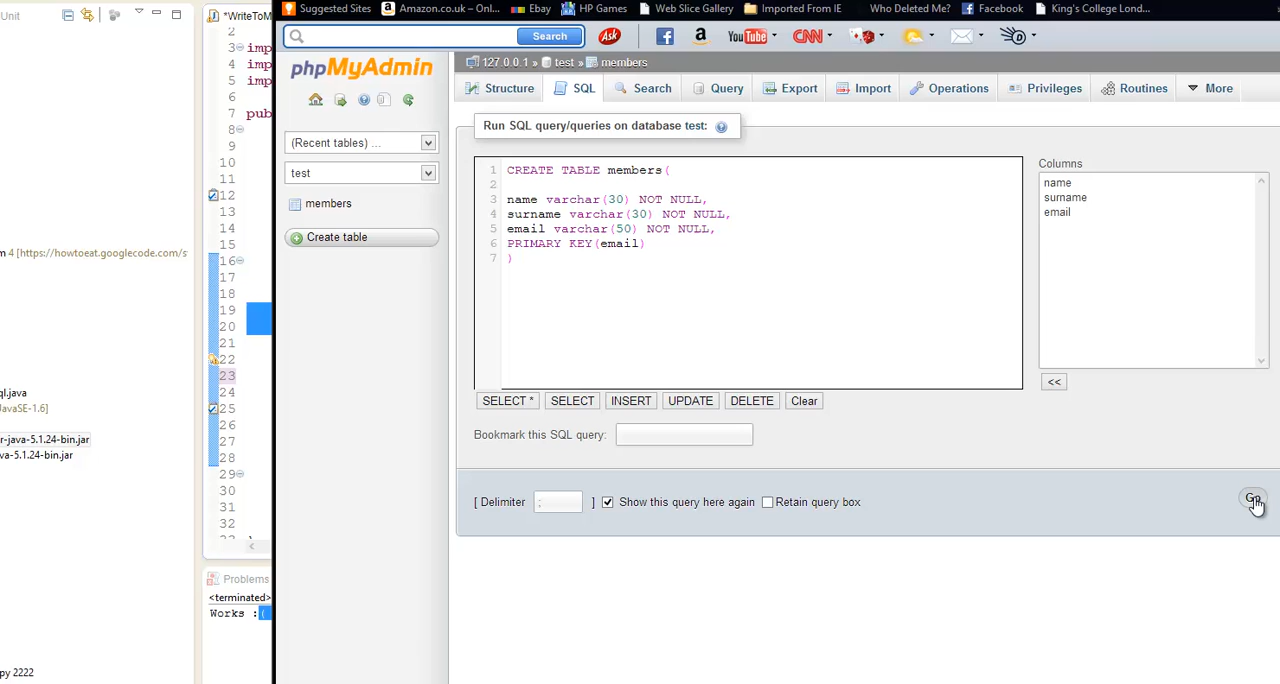 Suggested Sites
Amazon.co.uk – Onl...
Ebay
HP Games
Web Slice Gallery
Imported From IE
Who Deleted Me?
Facebook
King's College Lond...
Unit
*WriteToM
Search
Ask
You Tube
CNN
phpMyAdmin
127.0.0.1 » test » members
Structure
SQL
Search
Query
Export
Import
Operations
Privileges
Routines
More
Run SQL query/queries on database test:
(Recent tables) ...
test
members
Create table
1 CREATE TABLE members(
2
3 name varchar(30) NOT NULL,
4 surname varchar(30) NOT NULL,
5 email varchar(50) NOT NULL,
6 PRIMARY KEY(email)
7 )
Columns
name
surname
email
<<
SELECT *
SELECT
INSERT
UPDATE
DELETE
Clear
Bookmark this SQL query:
[ Delimiter ; ] Show this query here again Retain query box
Go
2
3 imp
4 imp
5 imp
6
7 pub
8
9
10
11
12
13
14
15
16
17
18
19
20
21
22
23
24
25
26
27
28
29
30
31
32
m 4 [https://howtoeat.googlecode.com/s
ql.java
JavaSE-1.6]
r-java-5.1.24-bin.jar
va-5.1.24-bin.jar
py 2222
Problems
<terminated>
Works :(